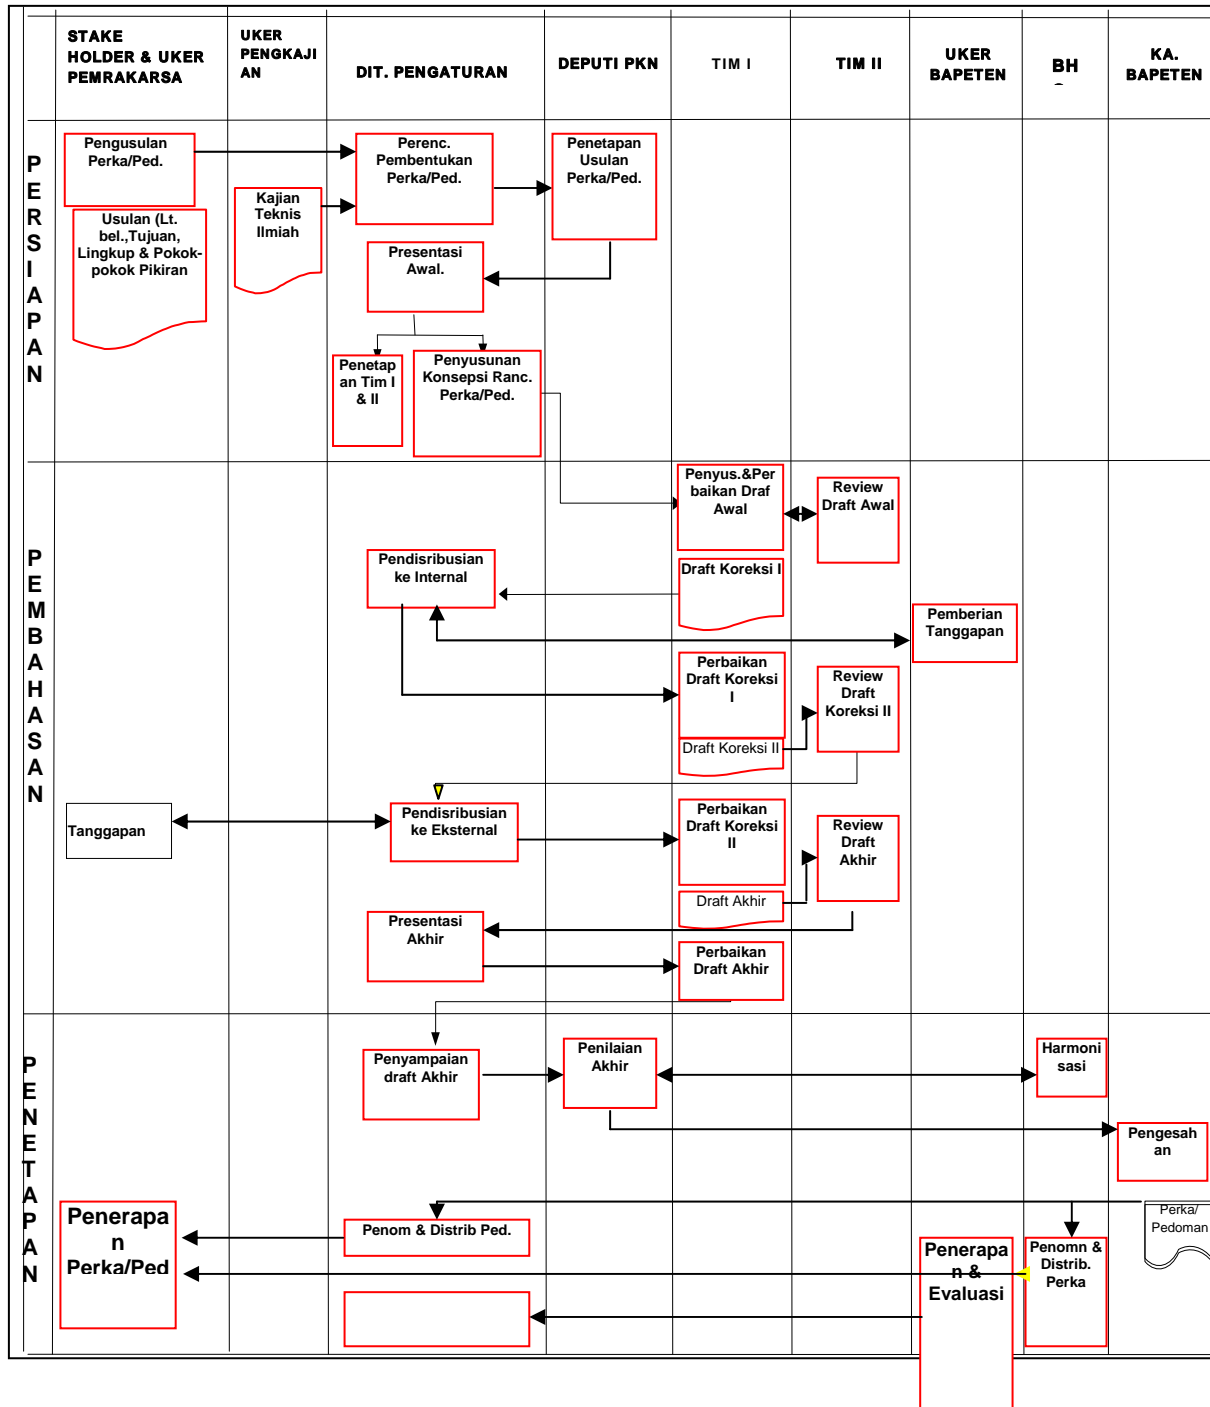 STAKE
HOLDER & UKER
PEMRAKARSA
UKER
PENGKAJI
AN
DIT. PENGATURAN
DEPUTI PKN
TIM I
TIM II
UKER
BAPETEN
BH
KA.
BAPETEN
P
E
R
S
I
A
P
A
N
Pengusulan
Perka/Ped.
Usulan (Lt.
bel.,Tujuan,
Lingkup & Pokok-
pokok Pikiran
Kajian
Teknis
Ilmiah
Perenc.
Pembentukan
Perka/Ped.
Penetapan
Usulan
Perka/Ped.
Presentasi
Awal.
Penetap
an Tim I
& II
Penyusunan
Konsepsi Ranc.
Perka/Ped.
P
E
M
B
A
H
A
S
A
N
Penyus.&Per
baikan Draf
Awal
Review
Draft Awal
Pendisribusian
ke Internal
Draft Koreksi I
Pemberian
Tanggapan
Perbaikan
Draft Koreksi
I
Review
Draft
Koreksi II
Draft Koreksi II
Tanggapan
Pendisribusian
ke Eksternal
Perbaikan
Draft Koreksi
II
Review
Draft
Akhir
Draft Akhir
Presentasi
Akhir
Perbaikan
Draft Akhir
P
E
N
E
T
A
P
A
N
Penyampaian
draft Akhir
Penilaian
Akhir
Harmoni
sasi
Pengesah
an
Perka/
Pedoman
Penerapa
n
Perka/Ped
Penom & Distrib Ped.
Penerapa
n &
Evaluasi
Penomn &
Distrib.
Perka